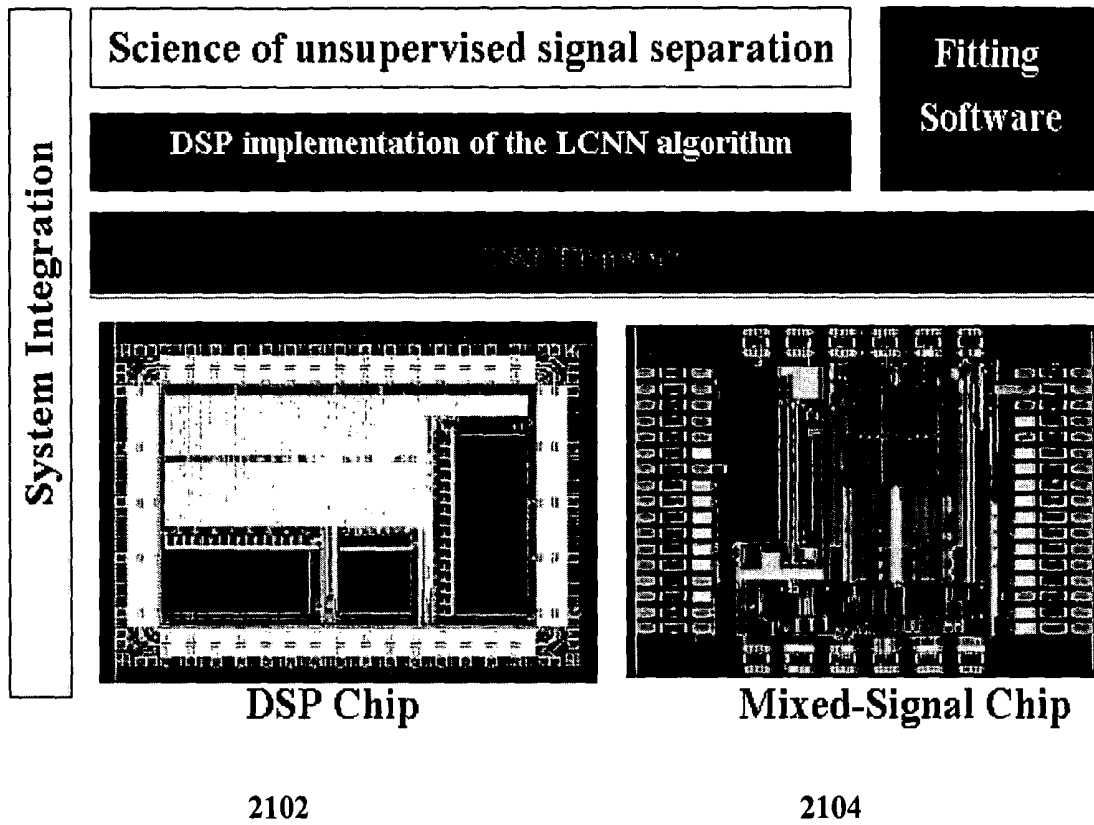 System Integration
Science of unsupervised signal separation
Fitting
Software
DSP implementation of the LCNN algorithm
DSP Chip
Mixed-Signal Chip
2102
2104